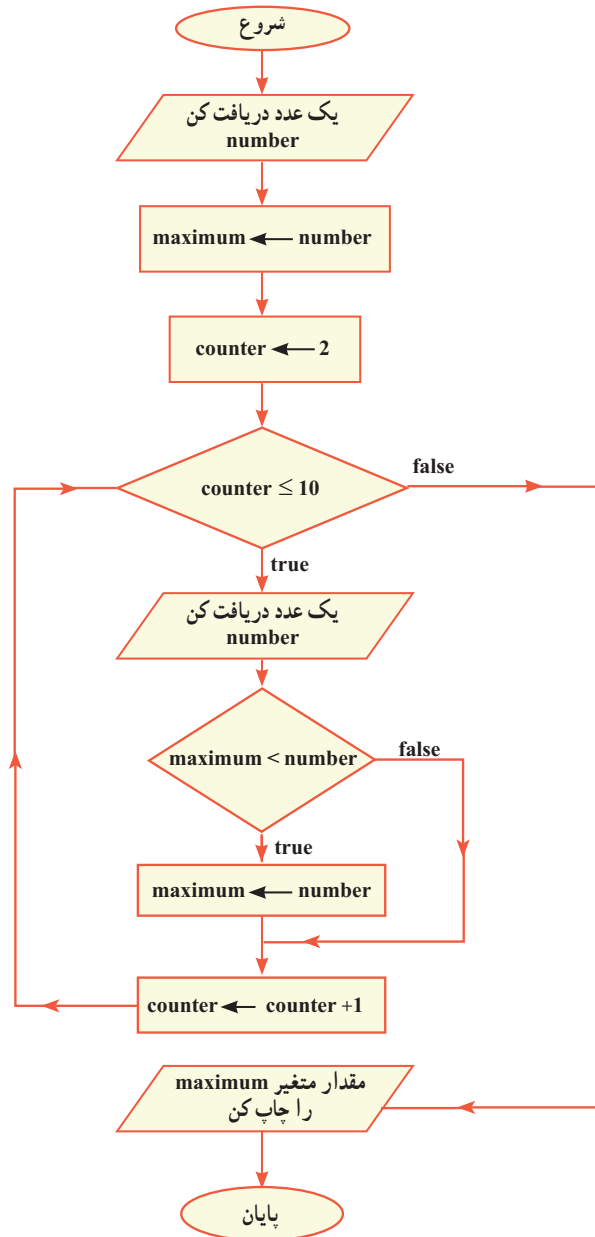 شروع
یک عدد دریافت کن
number
maximum ← number
counter ← 2
counter ≤ 10
false
true
یک عدد دریافت کن
number
maximum < number
false
true
maximum ← number
counter ← counter +1
مقدار متغیر maximum
را چاپ کن
پایان